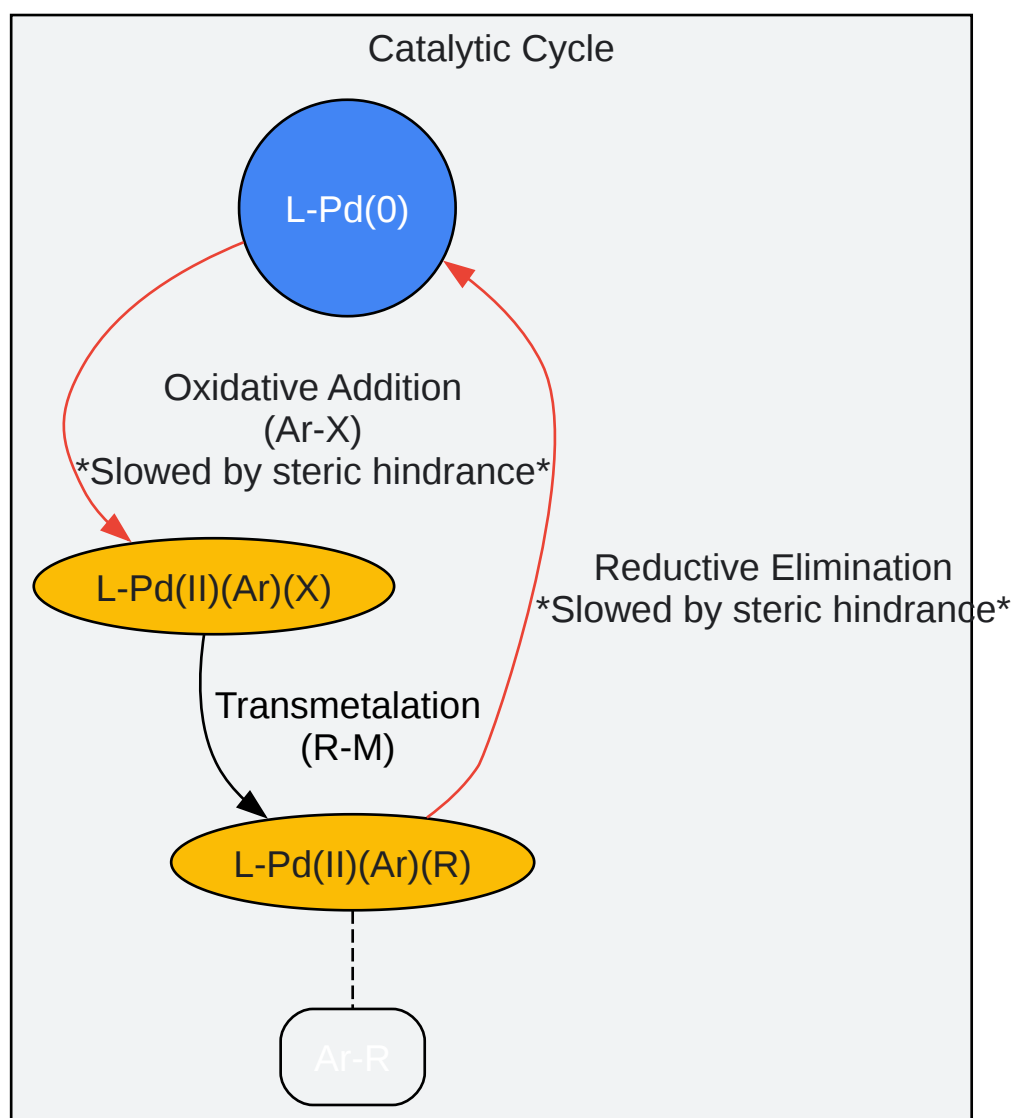 Catalytic Cycle
L-Pd(0)
Oxidative Addition
(Ar-X)
*Slowed by steric hindrance*
L-Pd(II)(Ar)(X)
Reductive Elimination
*Slowed by steric hindrance*
Transmetalation
(R-M)
L-Pd(II)(Ar)(R)
Ar-R